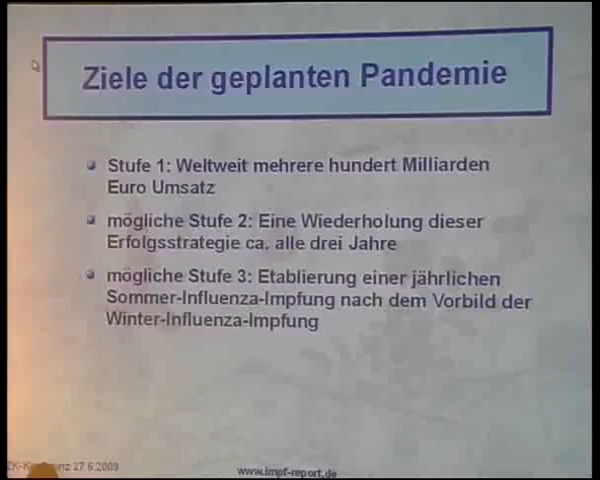 Ziele der geplanten Pandemie
Stufe 1: Weltweit mehrere hundert Milliarden
Euro Umsatz
mögliche Stufe 2: Eine Wiederholung dieser
Erfolgsstrategie ca. alle drei Jahre
mögliche Stufe 3: Etablierung einer jährlichen
Sommer-Influenza-Impfung nach dem Vorbild der
Winter-Influenza-Impfung
27.6.2009
www.impf-report.de